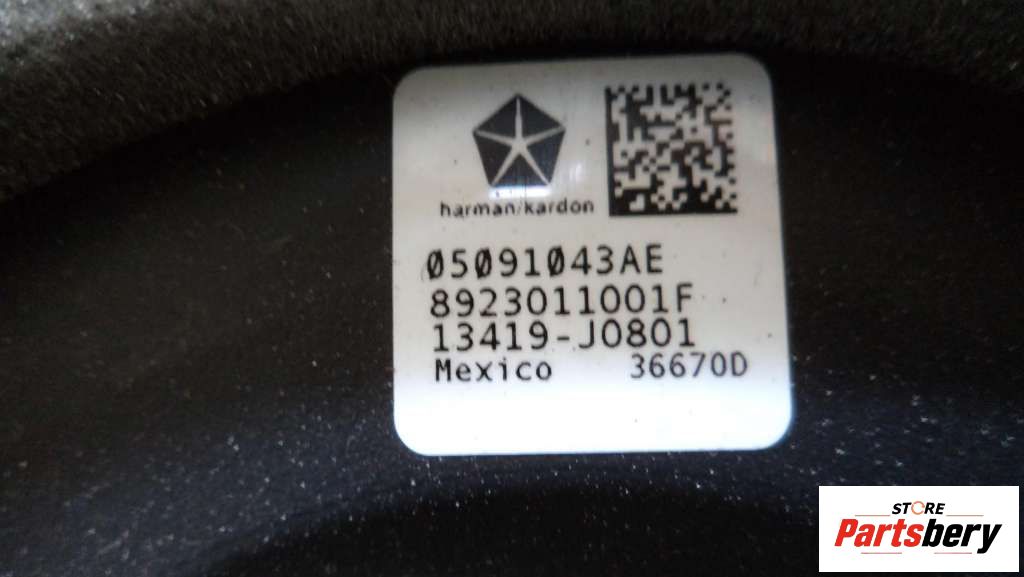 harman/kardon
05091043AE
8923011001F
13419-J0801
Mexico 36670D
STORE
Partsbery